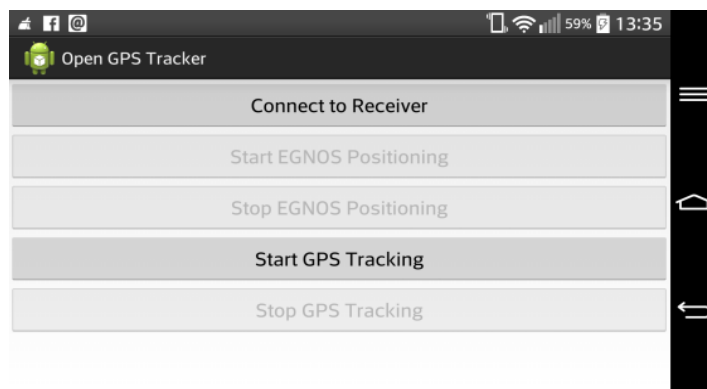 59% 13:35
Open GPS Tracker
Connect to Receiver
Start EGNOS Positioning
Stop EGNOS Positioning
Start GPS Tracking
Stop GPS Tracking